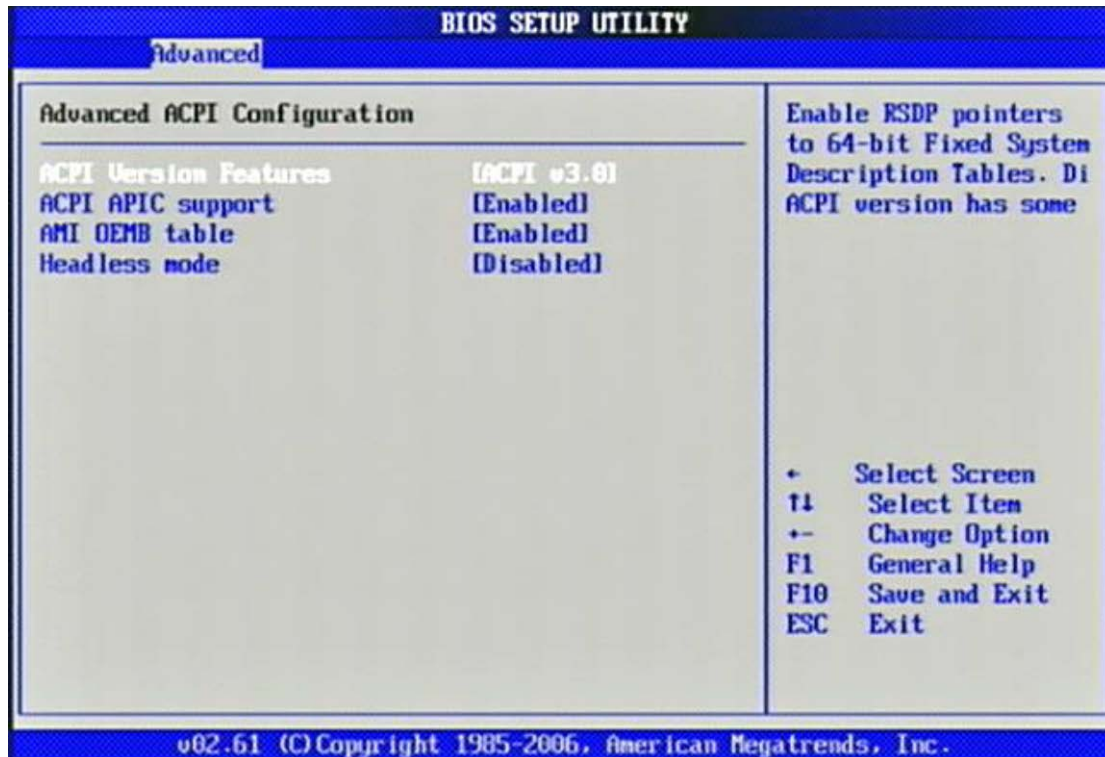 BIOS SETUP UTILITY
Advanced
Advanced ACPI Configuration
ACPI Version Features [ACPI v3.0]
ACPI APIC support [Enabled]
AMI OEMB table [Enabled]
Headless mode [Disabled]
Enable RSDP pointers
to 64-bit Fixed System
Description Tables. Di
ACPI version has some
← Select Screen
↑↓ Select Item
+- Change Option
F1 General Help
F10 Save and Exit
ESC Exit
v02.61 (C)Copyright 1985-2006, American Megatrends, Inc.